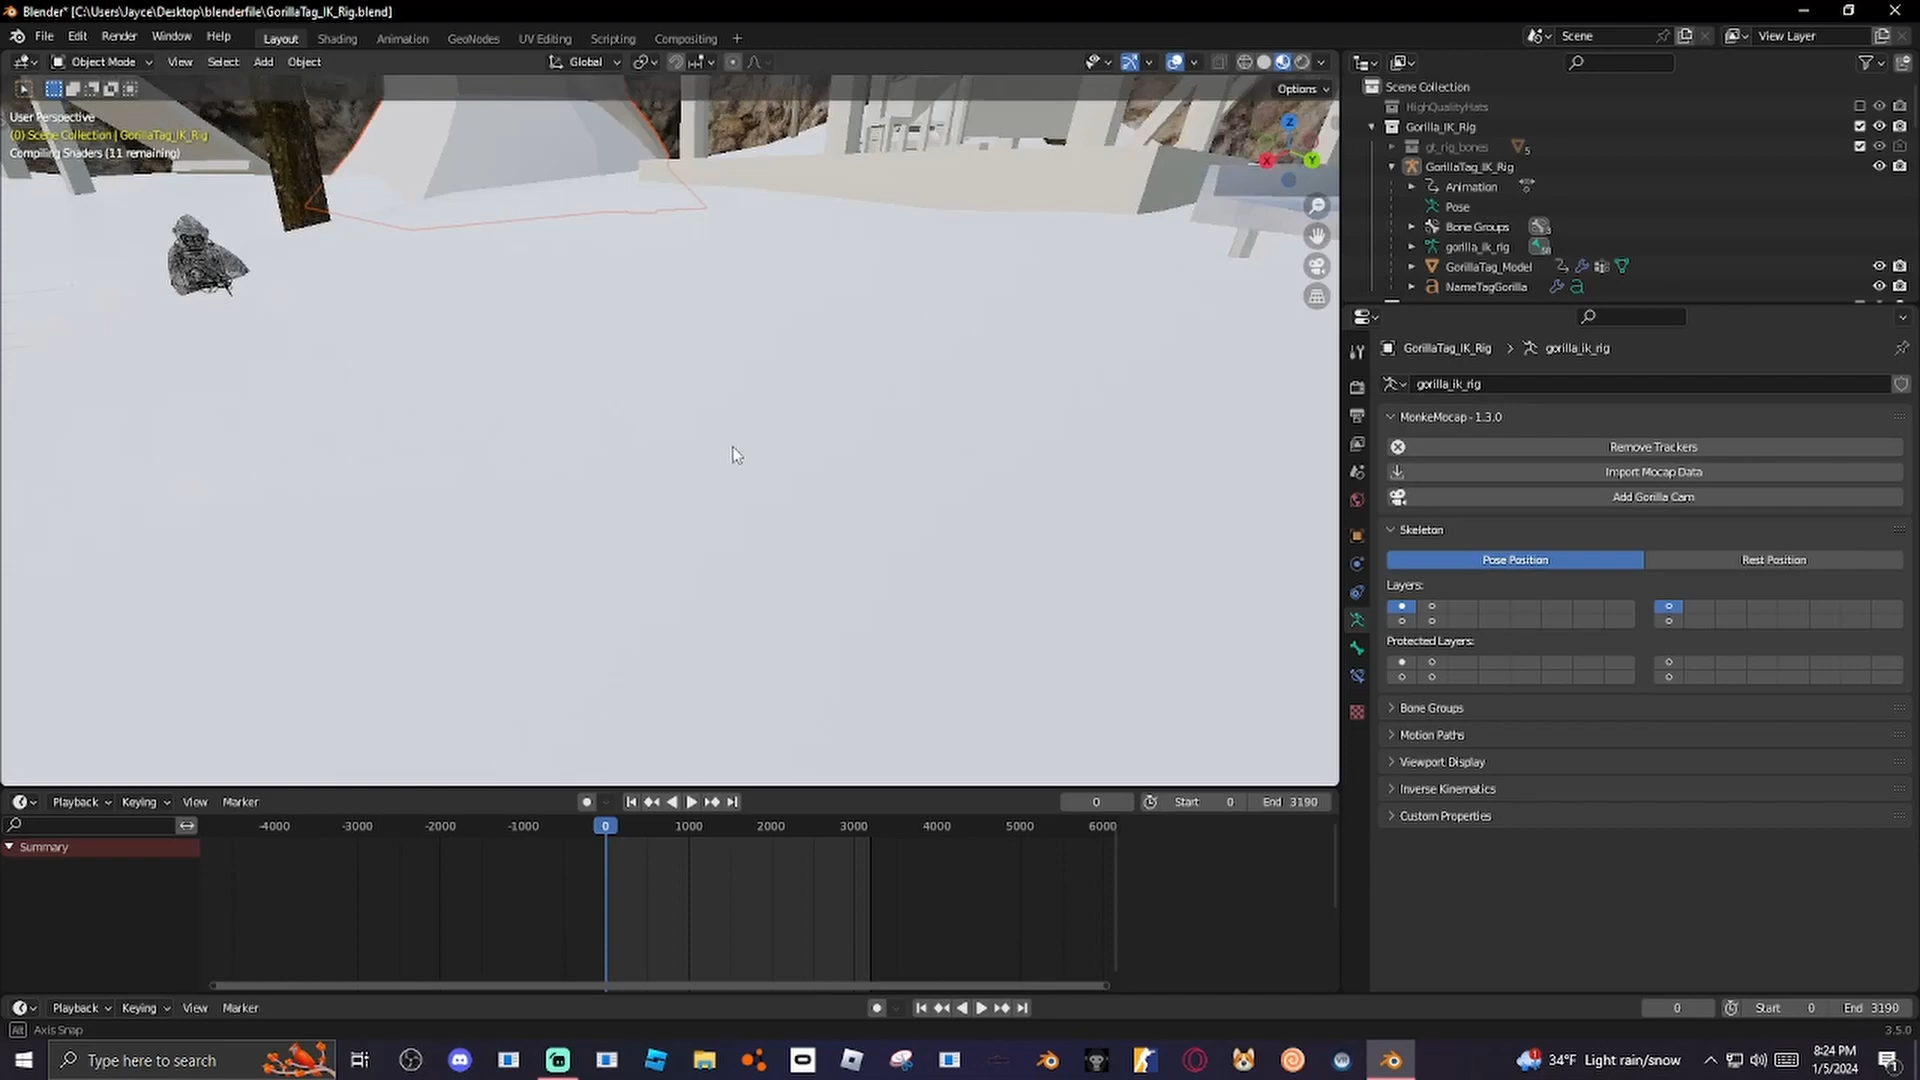 Blender* [C:\Users\Jayce\Desktop\blenderfile\GorillaTag_IK_Rig.blend]
File Edit Render Window Help
Layout Shading Animation GeoNodes UV Editing Scripting Compositing +
Scene
View Layer
Object Mode View Select Add Object
Global
Options
User Perspective
(0) Scene Collection | GorillaTag_IK_Rig
Compiling Shaders (11 remaining)
Z
X
Y
Scene Collection
HighQualityHats
Gorilla_IK_Rig
gt_rig_bones 5
GorillaTag_IK_Rig
Animation
Pose
Bone Groups
gorilla_ik_rig
GorillaTag_Model
NameTagGorilla
GorillaTag_IK_Rig > gorilla_ik_rig
gorilla_ik_rig
MonkeMocap - 1.3.0
Remove Trackers
Import Mocap Data
Add Gorilla Cam
Skeleton
Pose Position Rest Position
Layers:
Protected Layers:
Bone Groups
Motion Paths
Viewport Display
Inverse Kinematics
Custom Properties
Playback Keying View Marker
0 Start 0 End 3190
-4000 -3000 -2000 -1000 0 1000 2000 3000 4000 5000 6000
Summary
Playback Keying View Marker
0 Start 0 End 3190
Alt Axis Snap
3.5.0
Type here to search
34°F Light rain/snow
8:24 PM
1/5/2024